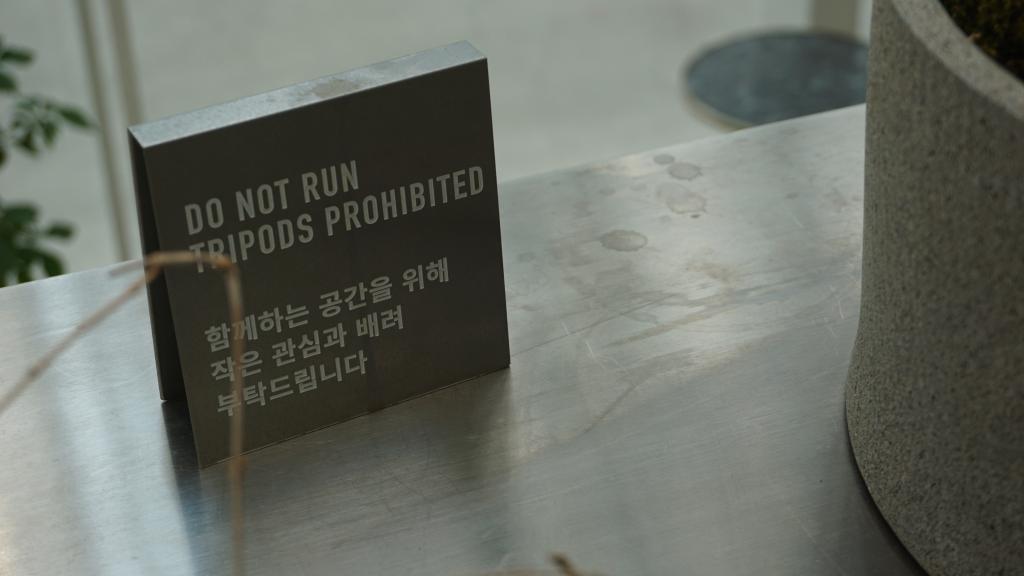 DO NOT RUN
TRIPODS PROHIBITED
함께하는 공간을 위해
작은 관심과 배려
부탁드립니다